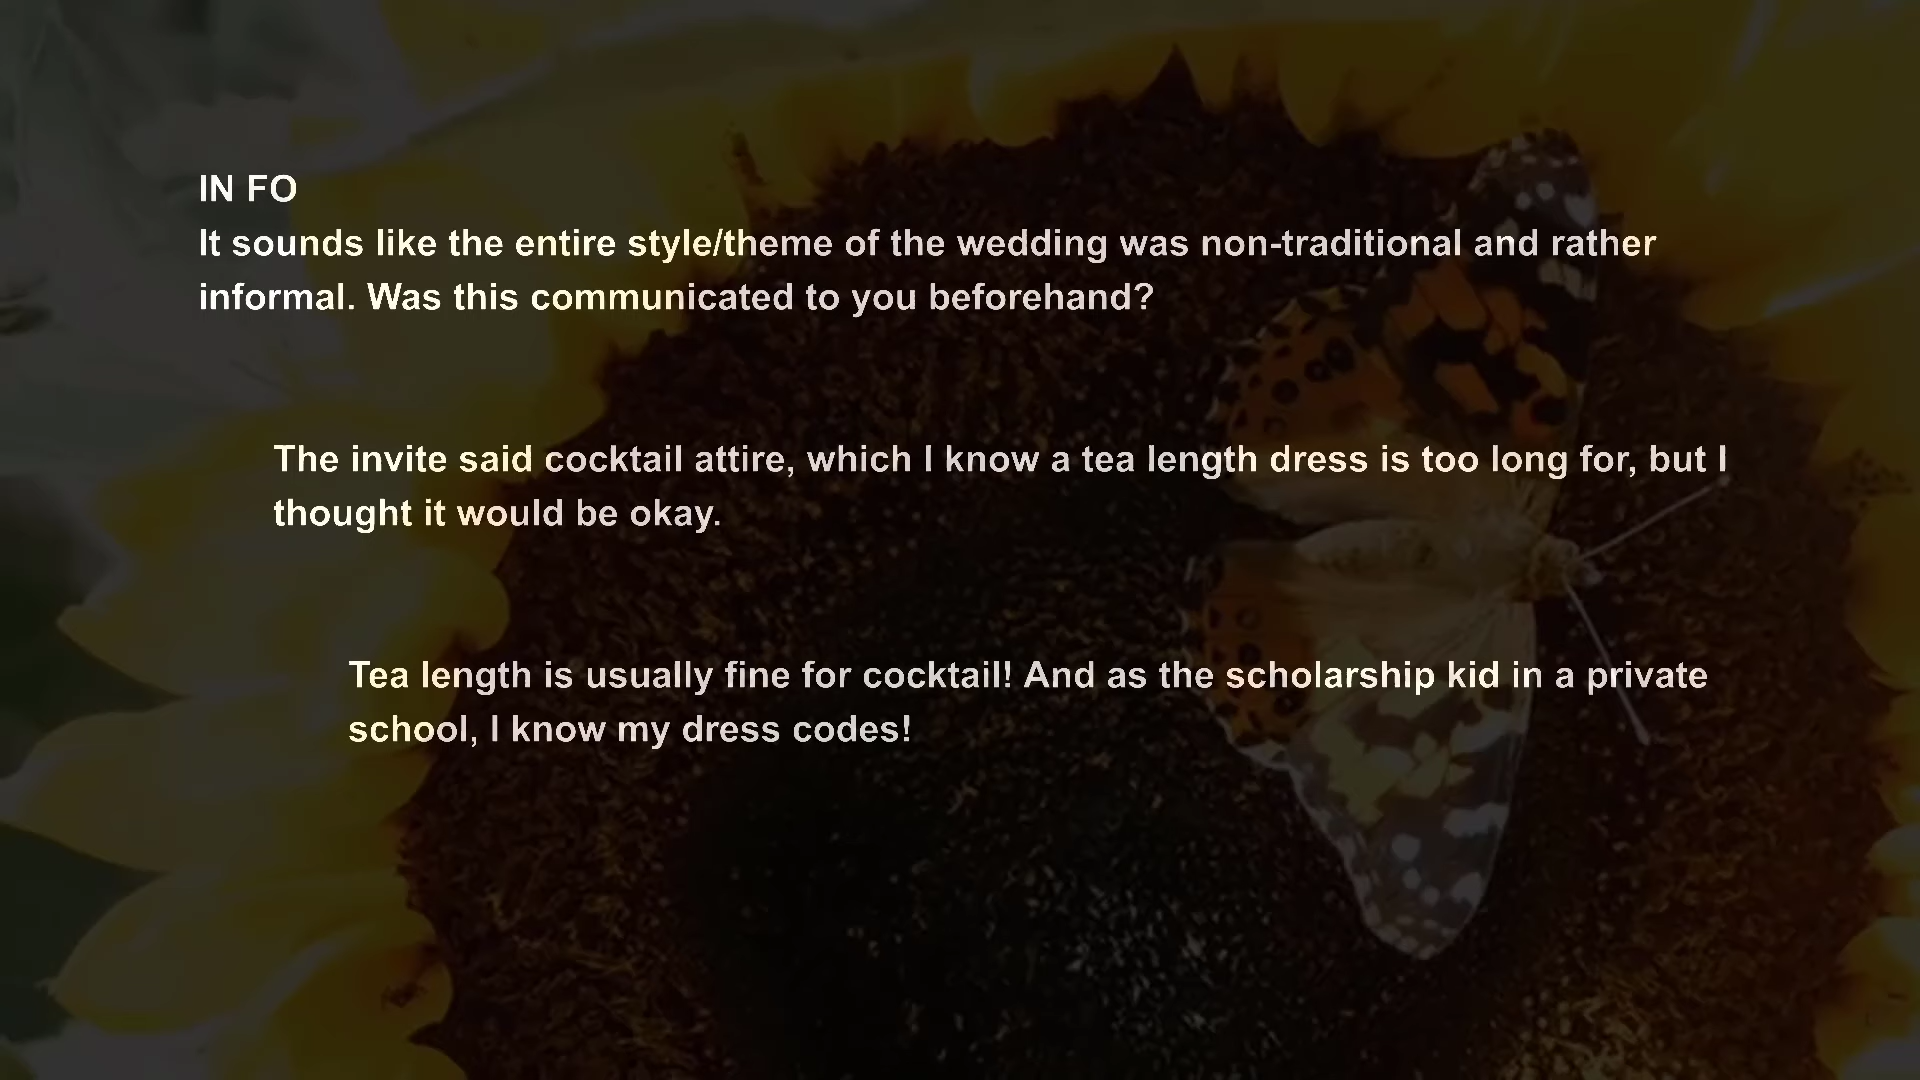 IN FO
It sounds like the entire style/theme of the wedding was non-traditional and rather
informal. Was this communicated to you beforehand?
The invite said cocktail attire, which I know a tea length dress is too long for, but I
thought it would be okay.
Tea length is usually fine for cocktail! And as the scholarship kid in a private
school, I know my dress codes!